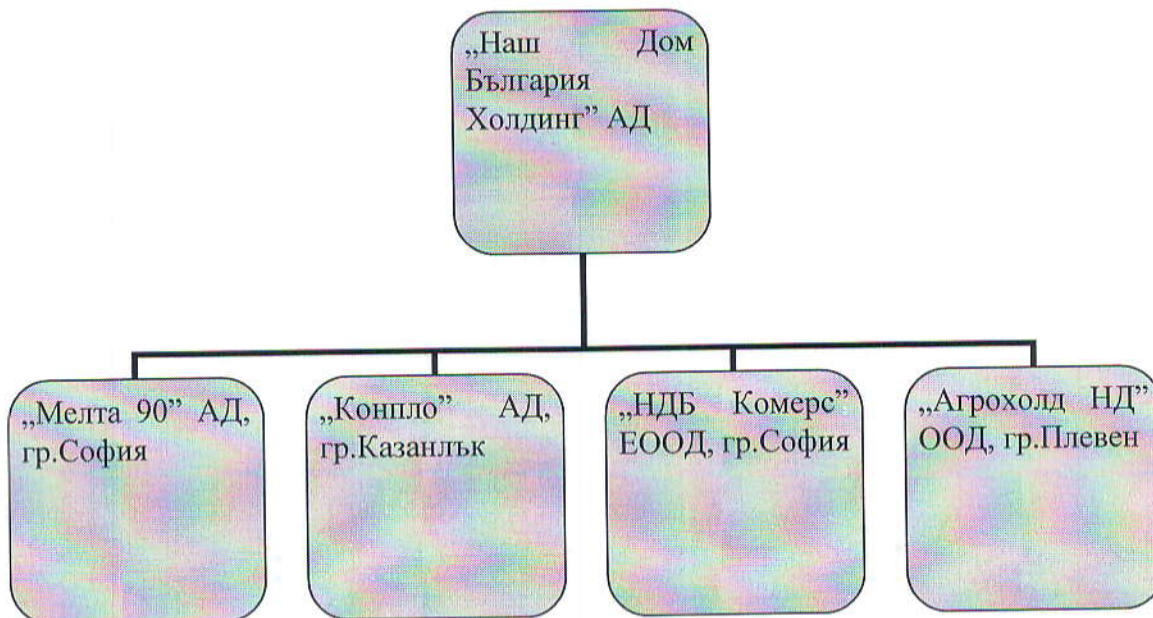 „Наш Дом
България
Холдинг” АД
„Мелта 90” АД,
гр.София
„Конпло” АД,
гр.Казанлък
„НДБ Комерс”
ЕООД, гр.София
„Агрохолд НД”
ООД, гр.Плевен